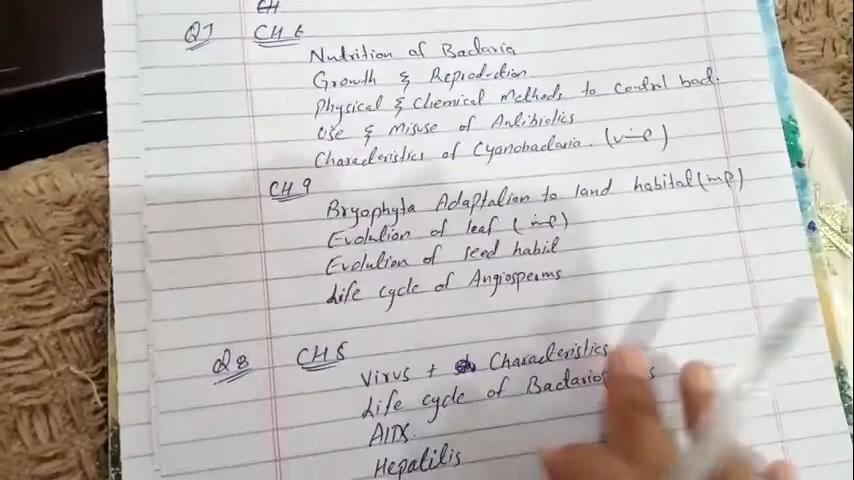 CH
Q7 CH 6
Nutrition of Bacteria
Growth & Reproduction
Physical & Chemical Methods to control bact.
Use & Misuse of Antibiotics
Characteristics of Cyanobacteria. (v imp)
CH 9
Bryophyta Adaptation to land habital (imp)
Evolution of leaf (imp)
Evolution of seed habit
Life cycle of Angiosperms
Q8 CH 5
Virus + Characteristics
Life cycle of
AIDS.
Hepatitis